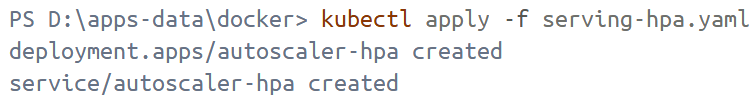 PS D:\apps-data\docker> kubectl apply -f serving-hpa.yaml
deployment.apps/autoscaler-hpa created
service/autoscaler-hpa created